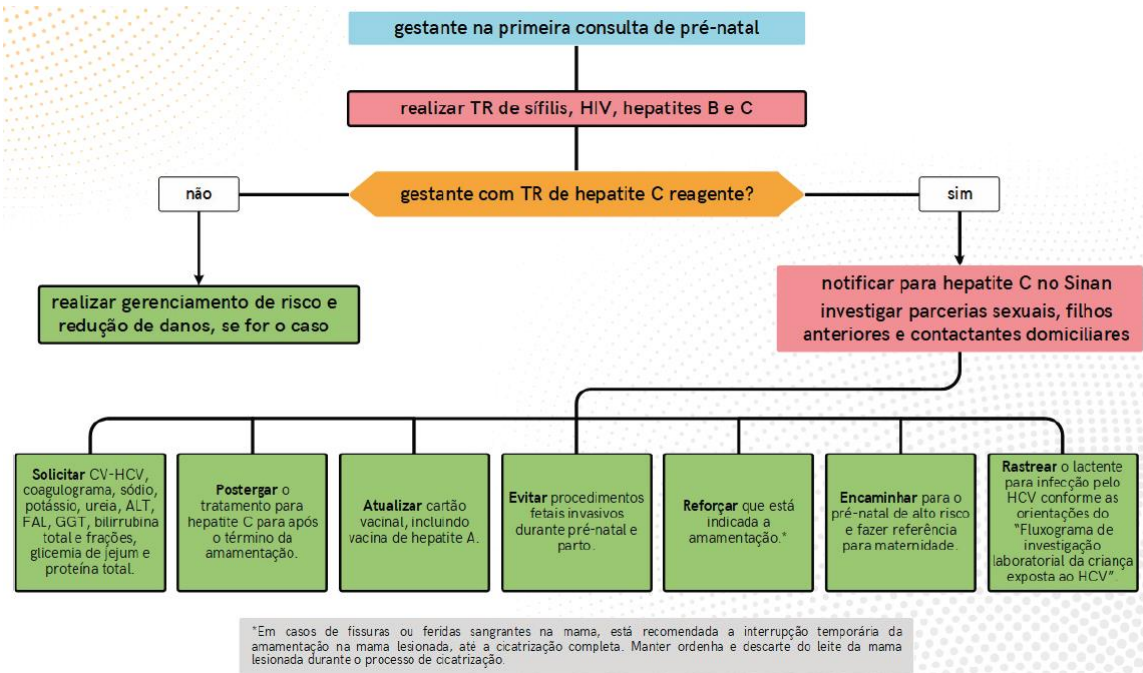 gestante na primeira consulta de pré-natal
realizar TR de sífilis, HIV, hepatites B e C
gestante com TR de hepatite C reagente?
não
sim
realizar gerenciamento de risco e
redução de danos, se for o caso
notificar para hepatite C no Sinan
investigar parcerias sexuais, filhos
anteriores e contactantes domiciliares
Solicitar CV-HCV,
coagulograma, sódio,
potássio, ureia, ALT,
FAL, GGT, bilirrubina
total e frações,
glicemia de jejum e
proteína total.
Postergar o
tratamento para
hepatite C para após
o término da
amamentação.
Atualizar cartão
vacinal, incluindo
vacina de hepatite A.
Evitar procedimentos
fetais invasivos
durante pré-natal e
parto.
Reforçar que está
indicada a
amamentação.*
Encaminhar para o
pré-natal de alto risco
e fazer referência
para maternidade.
Rastrear o lactente
para infecção pelo
HCV conforme as
orientações do
"Fluxograma de
investigação
laboratorial da criança
exposta ao HCV".
*Em casos de fissuras ou feridas sangrantes na mama, está recomendada a interrupção temporária da
amamentação na mama lesionada, até a cicatrização completa. Manter ordenha e descarte do leite da mama
lesionada durante o processo de cicatrização.